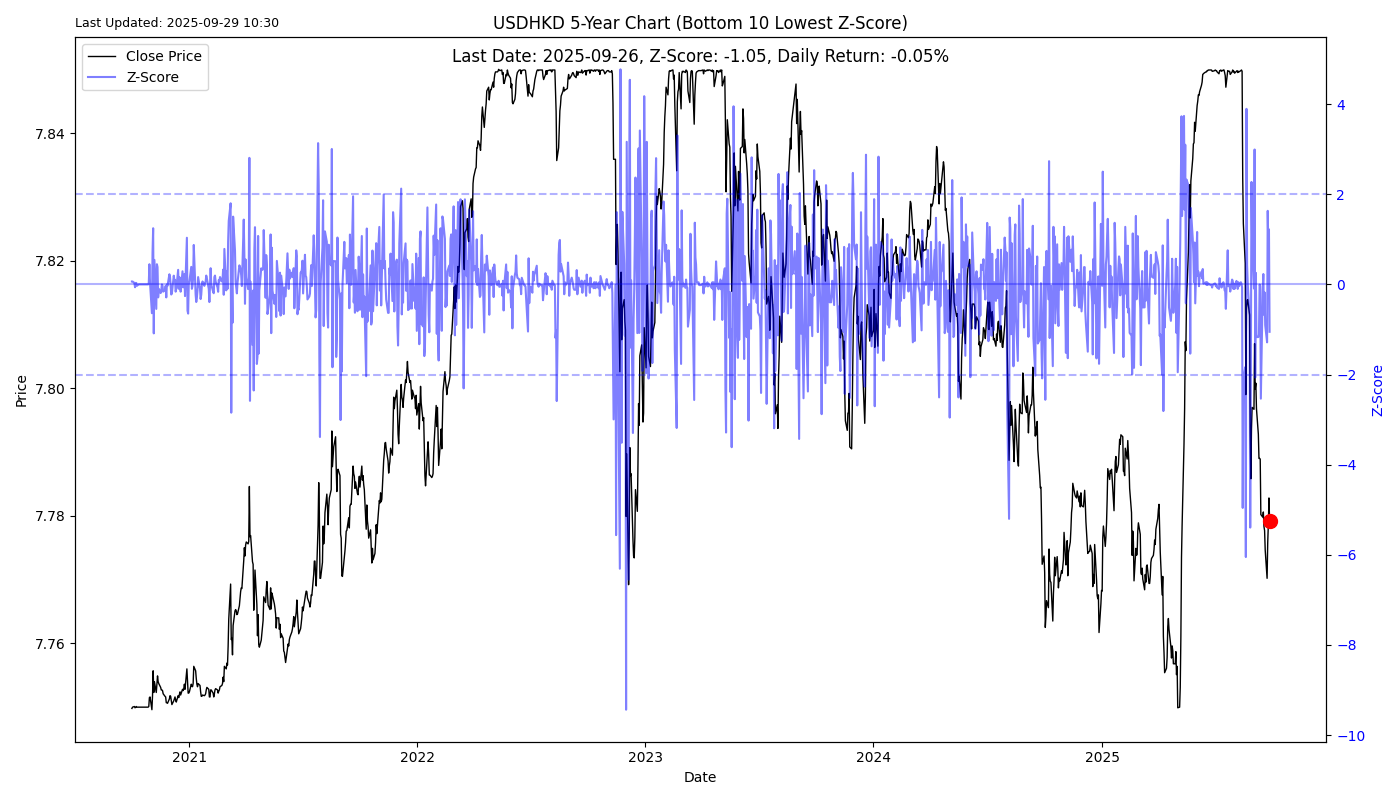 Last Updated: 2025-09-29 10:30
USDHKD 5-Year Chart (Bottom 10 Lowest Z-Score)
Last Date: 2025-09-26, Z-Score: -1.05, Daily Return: -0.05%
Close Price
Z-Score
7.84
7.82
7.80
7.78
7.76
Price
4
2
0
−2
−4
−6
−8
−10
Z-Score
2021
2022
2023
2024
2025
Date